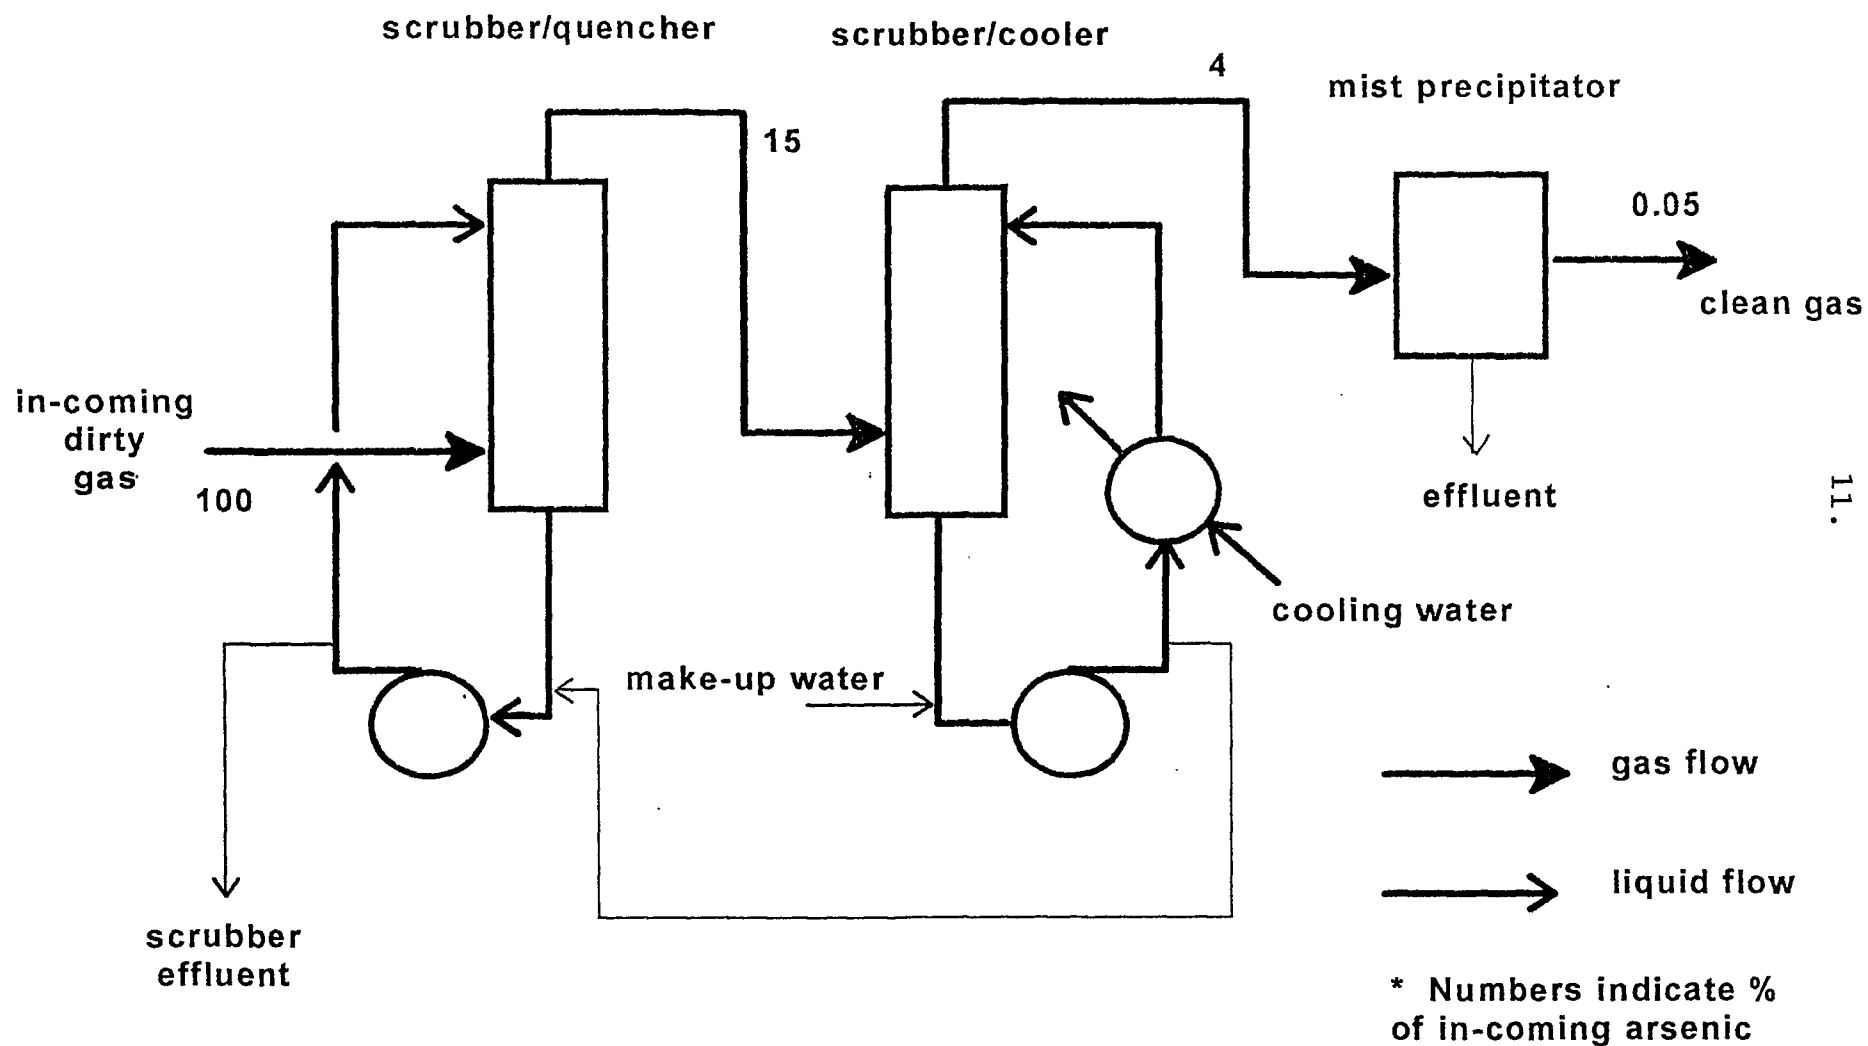 scrubber/quencher
scrubber/cooler
4
mist precipitator
15
0.05
clean gas
in-coming
dirty
gas
100
effluent
11.
cooling water
make-up water
gas flow
liquid flow
scrubber
effluent
* Numbers indicate %
of in-coming arsenic